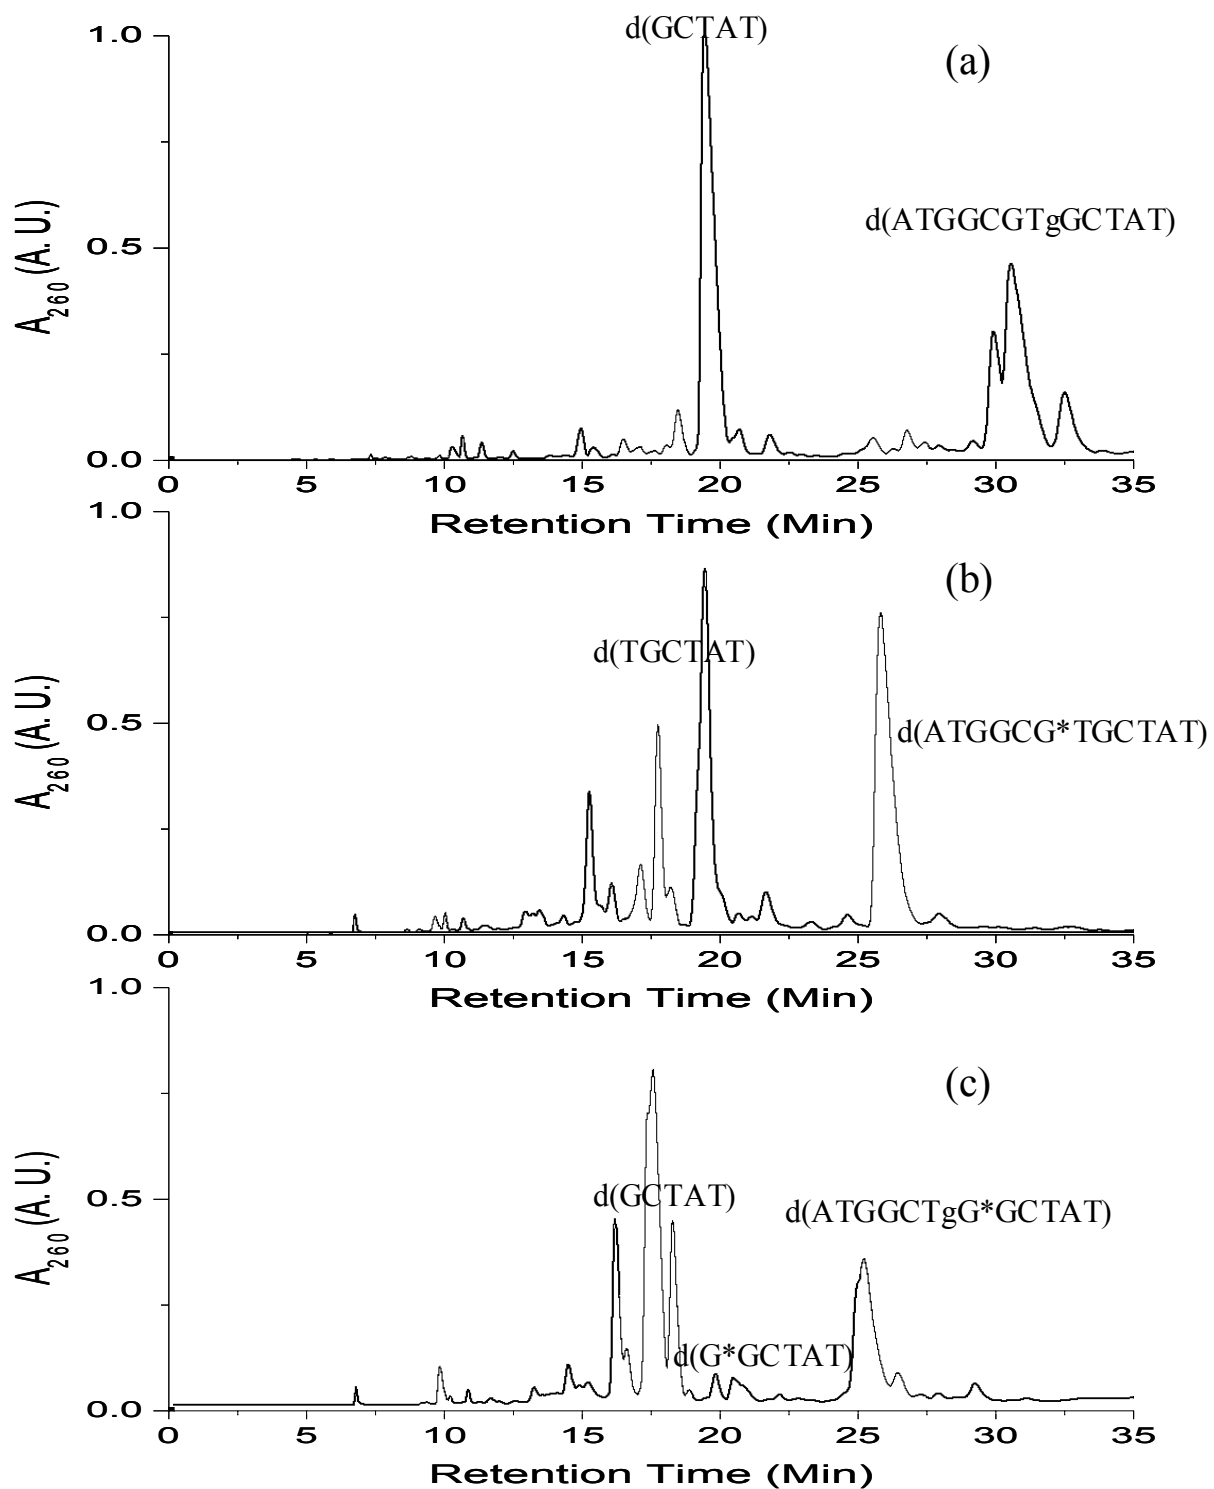 d(GCTAT)
1.0
(a)
d(ATGGCGTgGCTAT)
0.5
A260 (A.U.)
0.0
0 5 10 15 20 25 30 35
Retention Time (Min)
1.0
(b)
d(TGCTAT)
0.5
d(ATGGCG*TGCTAT)
A260 (A.U.)
0.0
0 5 10 15 20 25 30 35
Retention Time (Min)
1.0
(c)
0.5
d(GCTAT)
d(ATGGCTgG*GCTAT)
A260 (A.U.)
d(G*GCTAT)
0.0
0 5 10 15 20 25 30 35
Retention Time (Min)